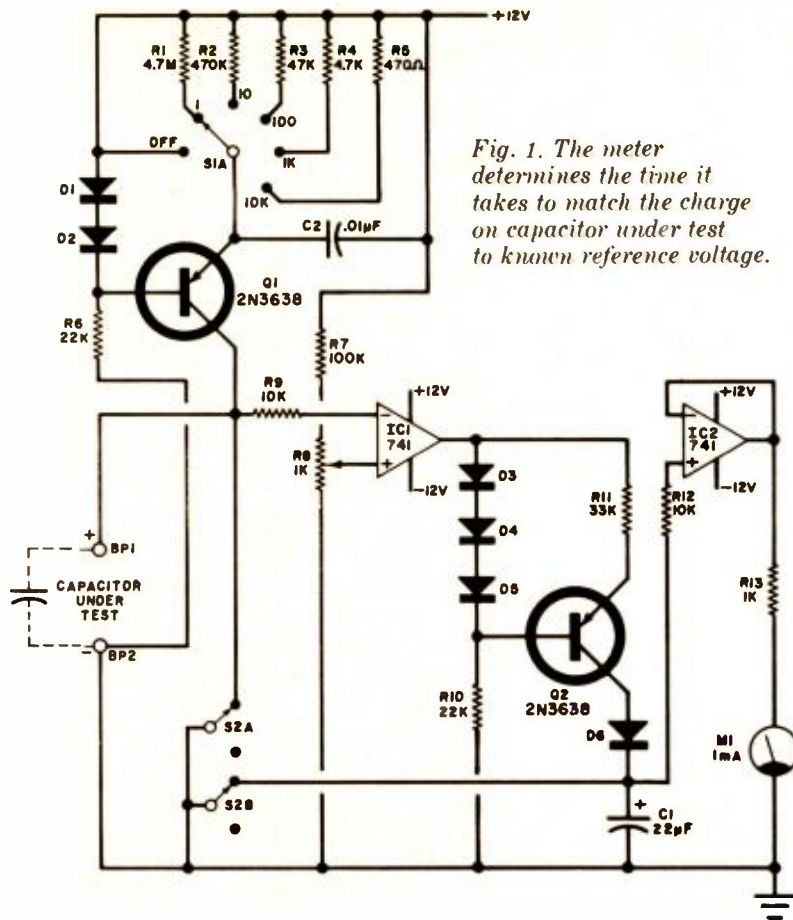 +12V
R1
4.7M
R2
470K
R3
47K
R4
4.7K
R5
470Ω
1
10
100
1K
10K
OFF
S1A
Fig. 1. The meter
determines the time it
takes to match the charge
on capacitor under test
to known reference voltage.
D1
D2
C2
.01µF
Q1
2N3638
R6
22K
R7
100K
R9
10K
R8
1K
-
+
IC1
741
+12V
-12V
D3
D4
D5
R11
33K
-
+
IC2
741
+12V
-12V
R12
10K
+
BP1
CAPACITOR
UNDER
TEST
-
BP2
R10
22K
Q2
2N3638
D6
R13
1K
M1
1mA
S2A
S2B
+
C1
22µF